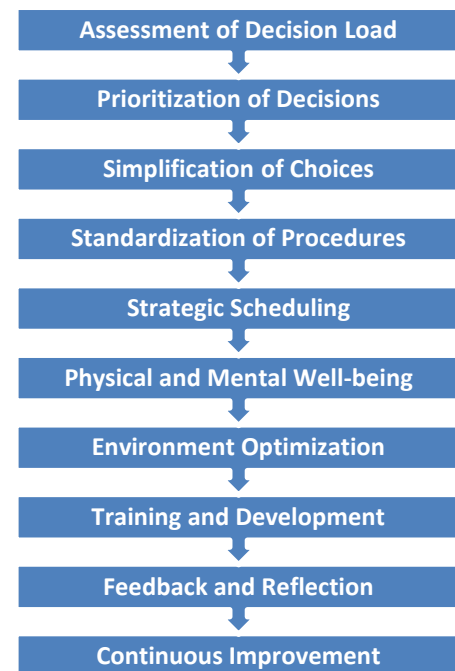 Assessment of Decision Load
Prioritization of Decisions
Simplification of Choices
Standardization of Procedures
Strategic Scheduling
Physical and Mental Well-being
Environment Optimization
Training and Development
Feedback and Reflection
Continuous Improvement